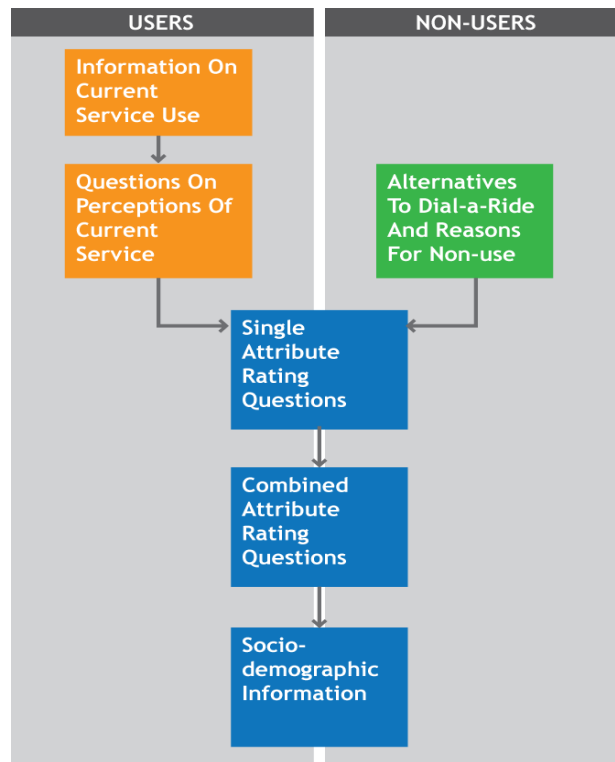 USERS
NON-USERS
Information On
Current
Service Use
Questions On
Perceptions Of
Current
Service
Alternatives
To Dial-a-Ride
And Reasons
For Non-use
Single
Attribute
Rating
Questions
Combined
Attribute
Rating
Questions
Socio-
demographic
Information